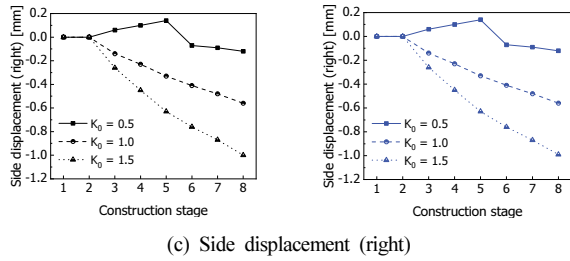 Side displacement (right) [mm]
0.2
0.0
-0.2
-0.4
-0.6
-0.8
-1.0
-1.2
K0 = 0.5
K0 = 1.0
K0 = 1.5
1 2 3 4 5 6 7 8
Construction stage
Side displacement (right) [mm]
0.2
0.0
-0.2
-0.4
-0.6
-0.8
-1.0
-1.2
K0 = 0.5
K0 = 1.0
K0 = 1.5
1 2 3 4 5 6 7 8
Construction stage
(c) Side displacement (right)